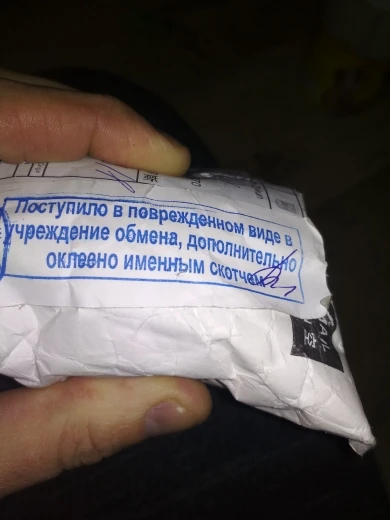 Поступило в поврежденном виде в
учреждение обмена, дополнительно
оклеено именным скотчем